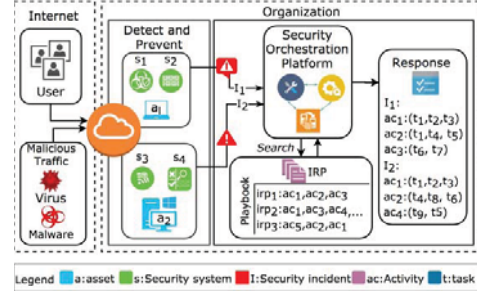 Internet
Organization
User
Malicious
Traffic
Virus
Malware
Detect and
Prevent
s1 s2
a1
s3 s4
a2
I1
I2
Security
Orchestration
Platform
Search
Playbook
IRP
irp1:ac1,ac2,ac3
irp2:ac1,ac3,ac4,...
irp3:ac5,ac2,ac1
Response
I1:
ac1:(t1,t2,t3)
ac2:(t1,t4, t5)
ac3:(t6, t7)
I2:
ac1:(t1,t2,t3)
ac2:(t4,t8, t6)
ac4:(t9, t5)
Legend a:asset s:Security system I:Security incident ac:Activity t:task